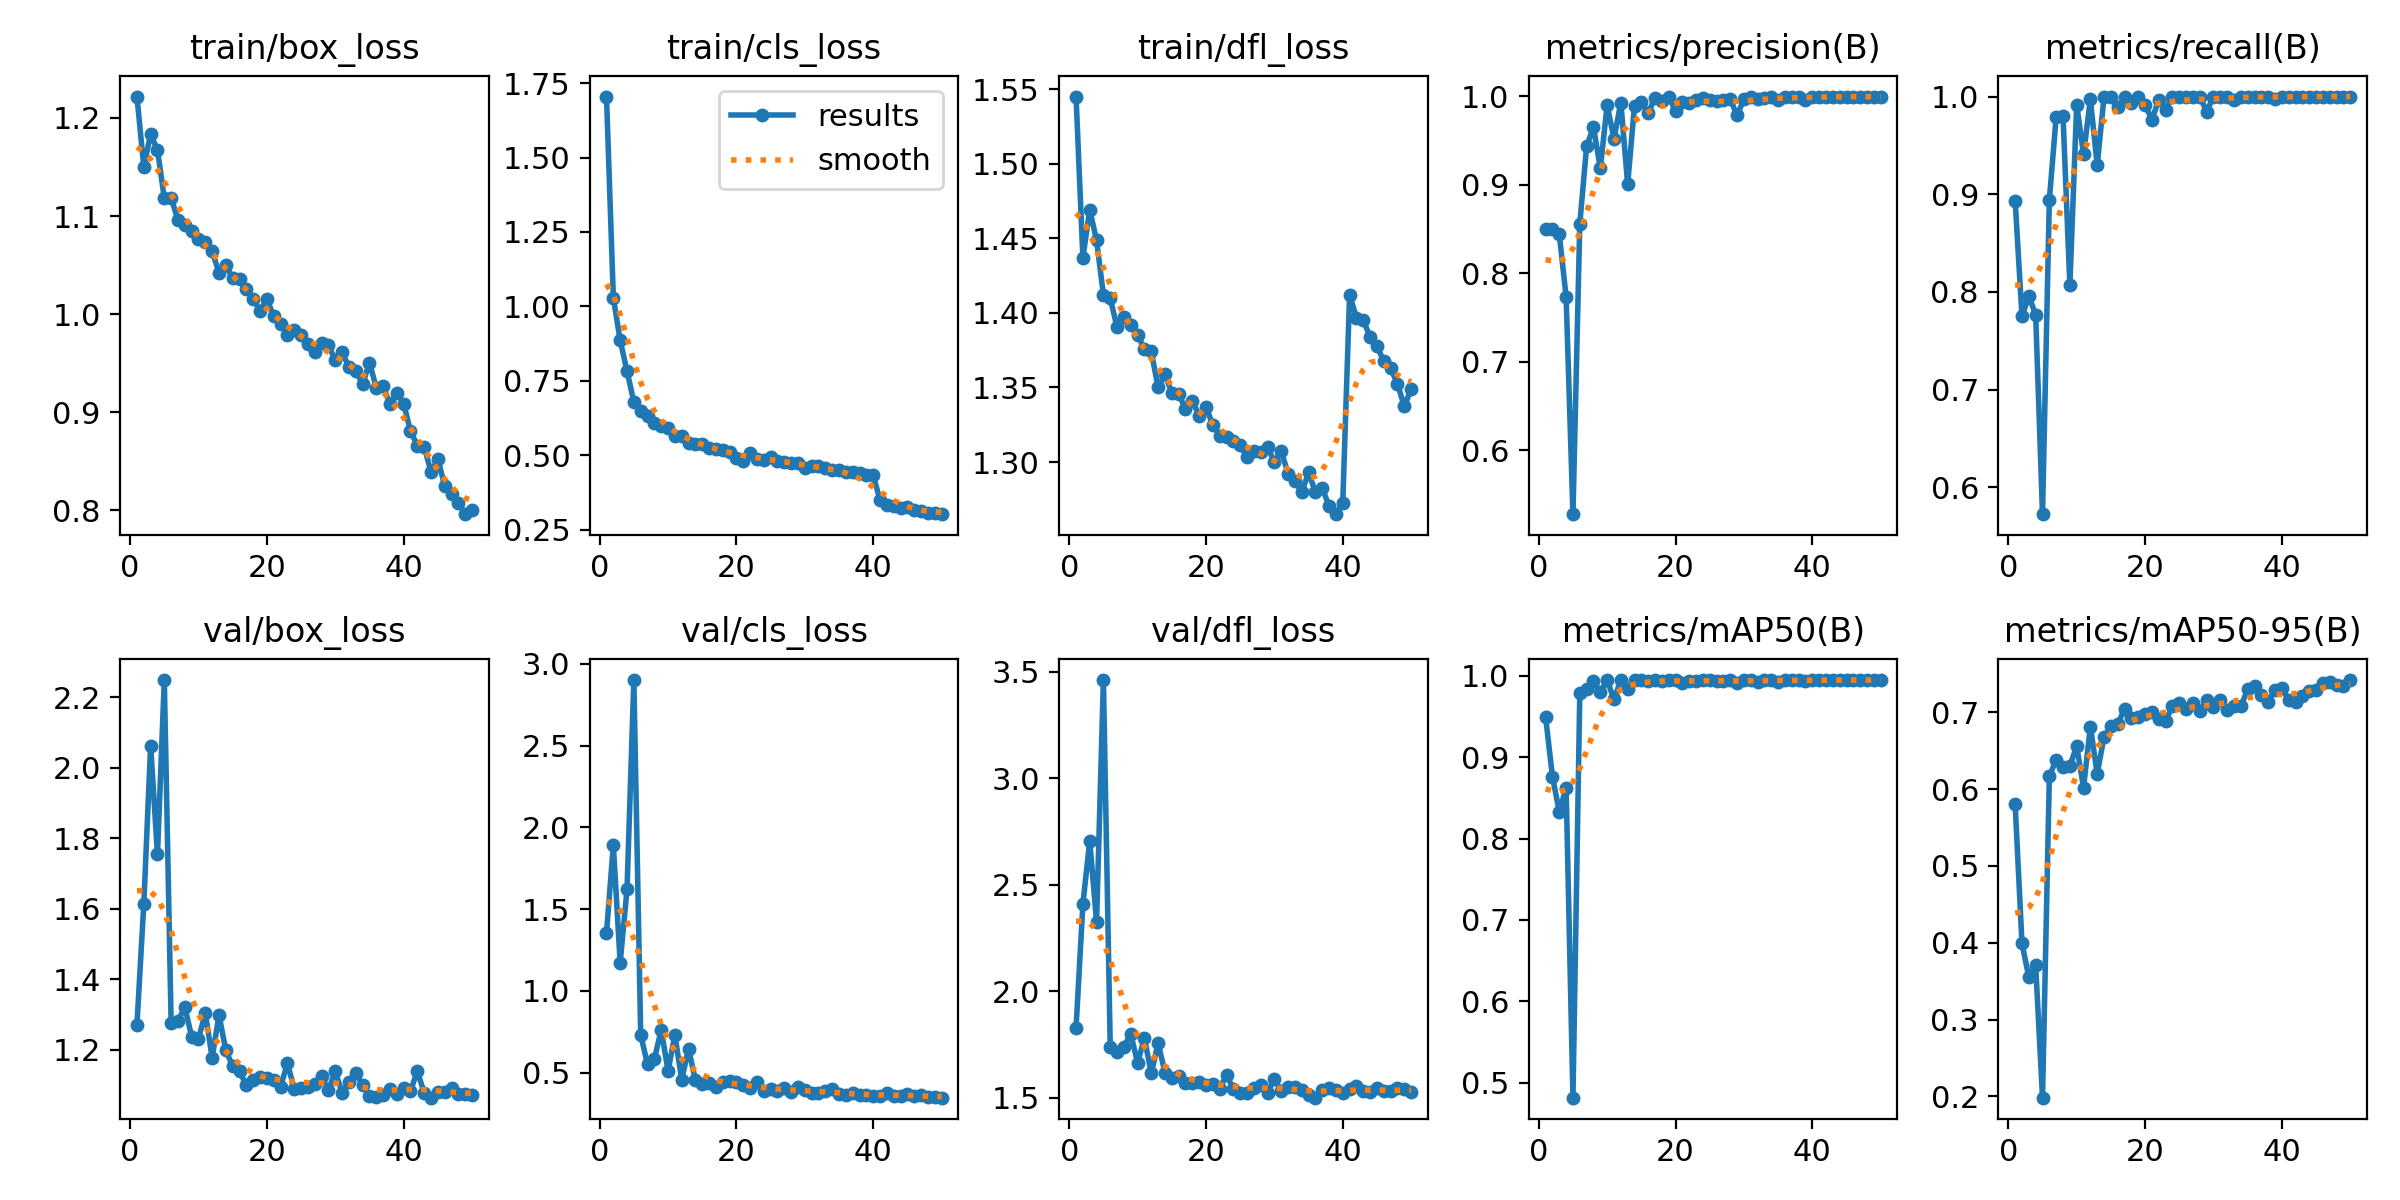 train/box_loss
train/cls_loss
train/dfl_loss
metrics/precision(B)
metrics/recall(B)
1.2
1.1
1.0
0.9
0.8
0 20 40
1.75
1.50
1.25
1.00
0.75
0.50
0.25
results
smooth
0 20 40
1.55
1.50
1.45
1.40
1.35
1.30
0 20 40
1.0
0.9
0.8
0.7
0.6
0 20 40
1.0
0.9
0.8
0.7
0.6
0 20 40
val/box_loss
val/cls_loss
val/dfl_loss
metrics/mAP50(B)
metrics/mAP50-95(B)
2.2
2.0
1.8
1.6
1.4
1.2
0 20 40
3.0
2.5
2.0
1.5
1.0
0.5
0 20 40
3.5
3.0
2.5
2.0
1.5
0 20 40
1.0
0.9
0.8
0.7
0.6
0.5
0 20 40
0.7
0.6
0.5
0.4
0.3
0.2
0 20 40